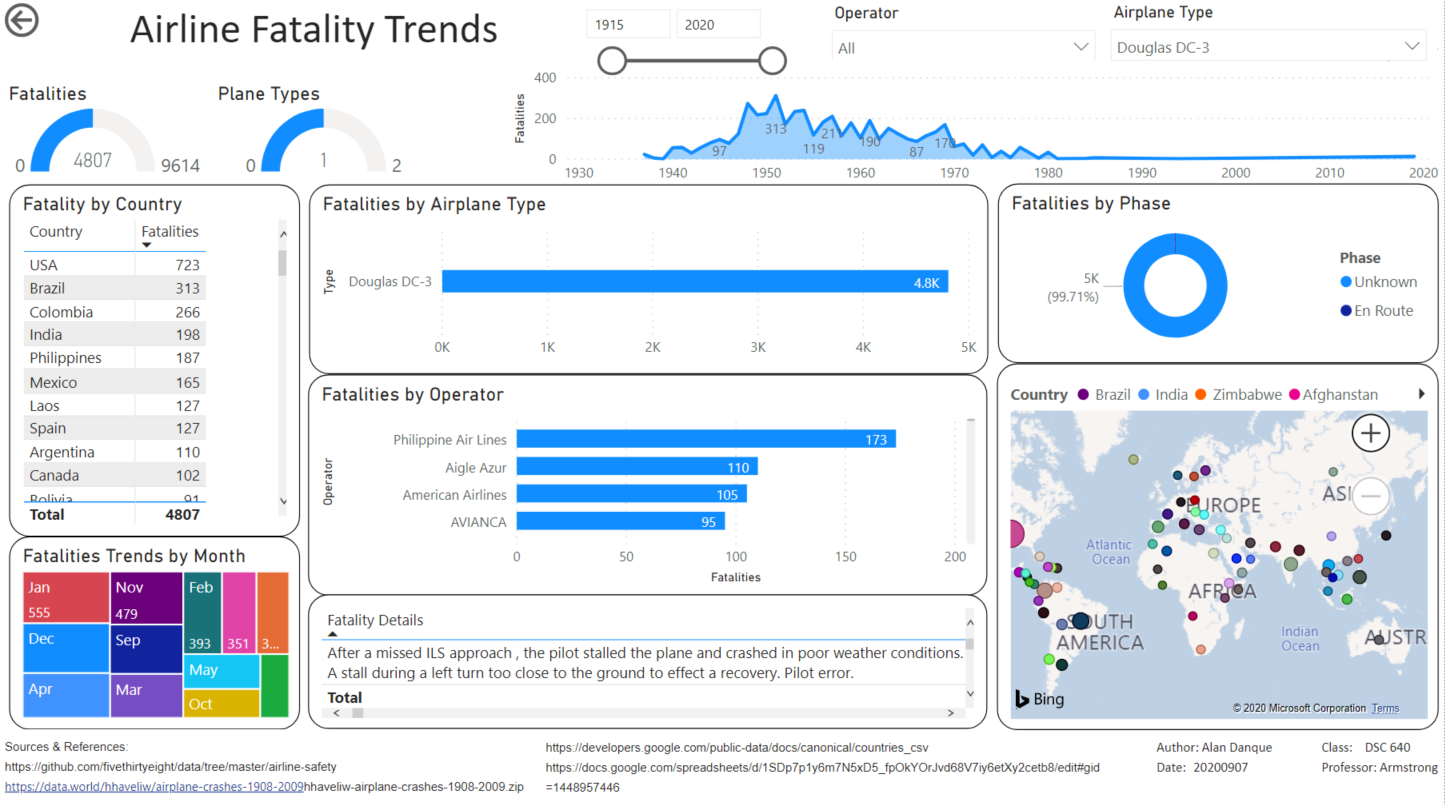 Airline Fatality Trends
1915 2020
Operator
All
Airplane Type
Douglas DC-3
Fatalities
0 4807 9614
Plane Types
0 1 2
Fatalities
400
200
0
313
97
119
211
190
87
170
1930 1940 1950 1960 1970 1980 1990 2000 2010 2020
Fatality by Country
Country Fatalities
USA 723
Brazil 313
Colombia 266
India 198
Philippines 187
Mexico 165
Laos 127
Spain 127
Argentina 110
Canada 102
Bolivia 91
Total 4807
Fatalities by Airplane Type
Type
Douglas DC-3
4.8K
0K 1K 2K 3K 4K 5K
Fatalities by Phase
5K
(99.71%)
Phase
Unknown
En Route
Fatalities by Operator
Operator
Philippine Air Lines 173
Aigle Azur 110
American Airlines 105
AVIANCA 95
0 50 100 150 200
Fatalities
Country Brazil India Zimbabwe Afghanstan
EUROPE
ASI
Atlantic
Ocean
AFRICA
SOUTH
AMERICA
Indian
Ocean
AUSTR
Bing
© 2020 Microsoft Corporation Terms
Fatalities Trends by Month
Jan
555
Nov
479
Feb
393
351
3...
Dec
Sep
May
Apr
Mar
Oct
Fatality Details
After a missed ILS approach , the pilot stalled the plane and crashed in poor weather conditions.
A stall during a left turn too close to the ground to effect a recovery. Pilot error.
Total
Sources & References:
https://github.com/fivethirtyeight/data/tree/master/airline-safety
https://data.world/hhaveliw/airplane-crashes-1908-2009hhaveliw-airplane-crashes-1908-2009.zip
https://developers.google.com/public-data/docs/canonical/countries_csv
https://docs.google.com/spreadsheets/d/1SDp7p1y6m7N5xD5_fpOkYOrJvd68V7iy6etXy2cetb8/edit#gid
=1448957446
Author: Alan Danque
Date: 20200907
Class: DSC 640
Professor: Armstrong